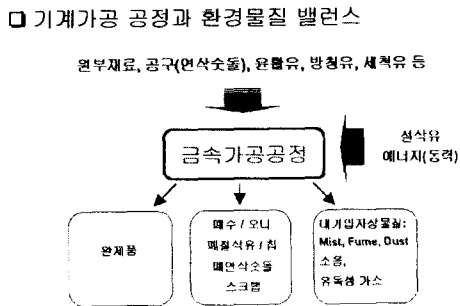 기계가공 공정과 환경물질 밸런스
원부재료, 공구(연삭숫돌), 윤활유, 방청유, 세척유 등
금속가공공정
절삭유
에너지(동력)
완제품
폐수 / 오니
폐절삭유 / 칩
폐연삭숫돌
스크랩
대기입자상물질:
Mist, Fume, Dust
소음,
유독성 가스